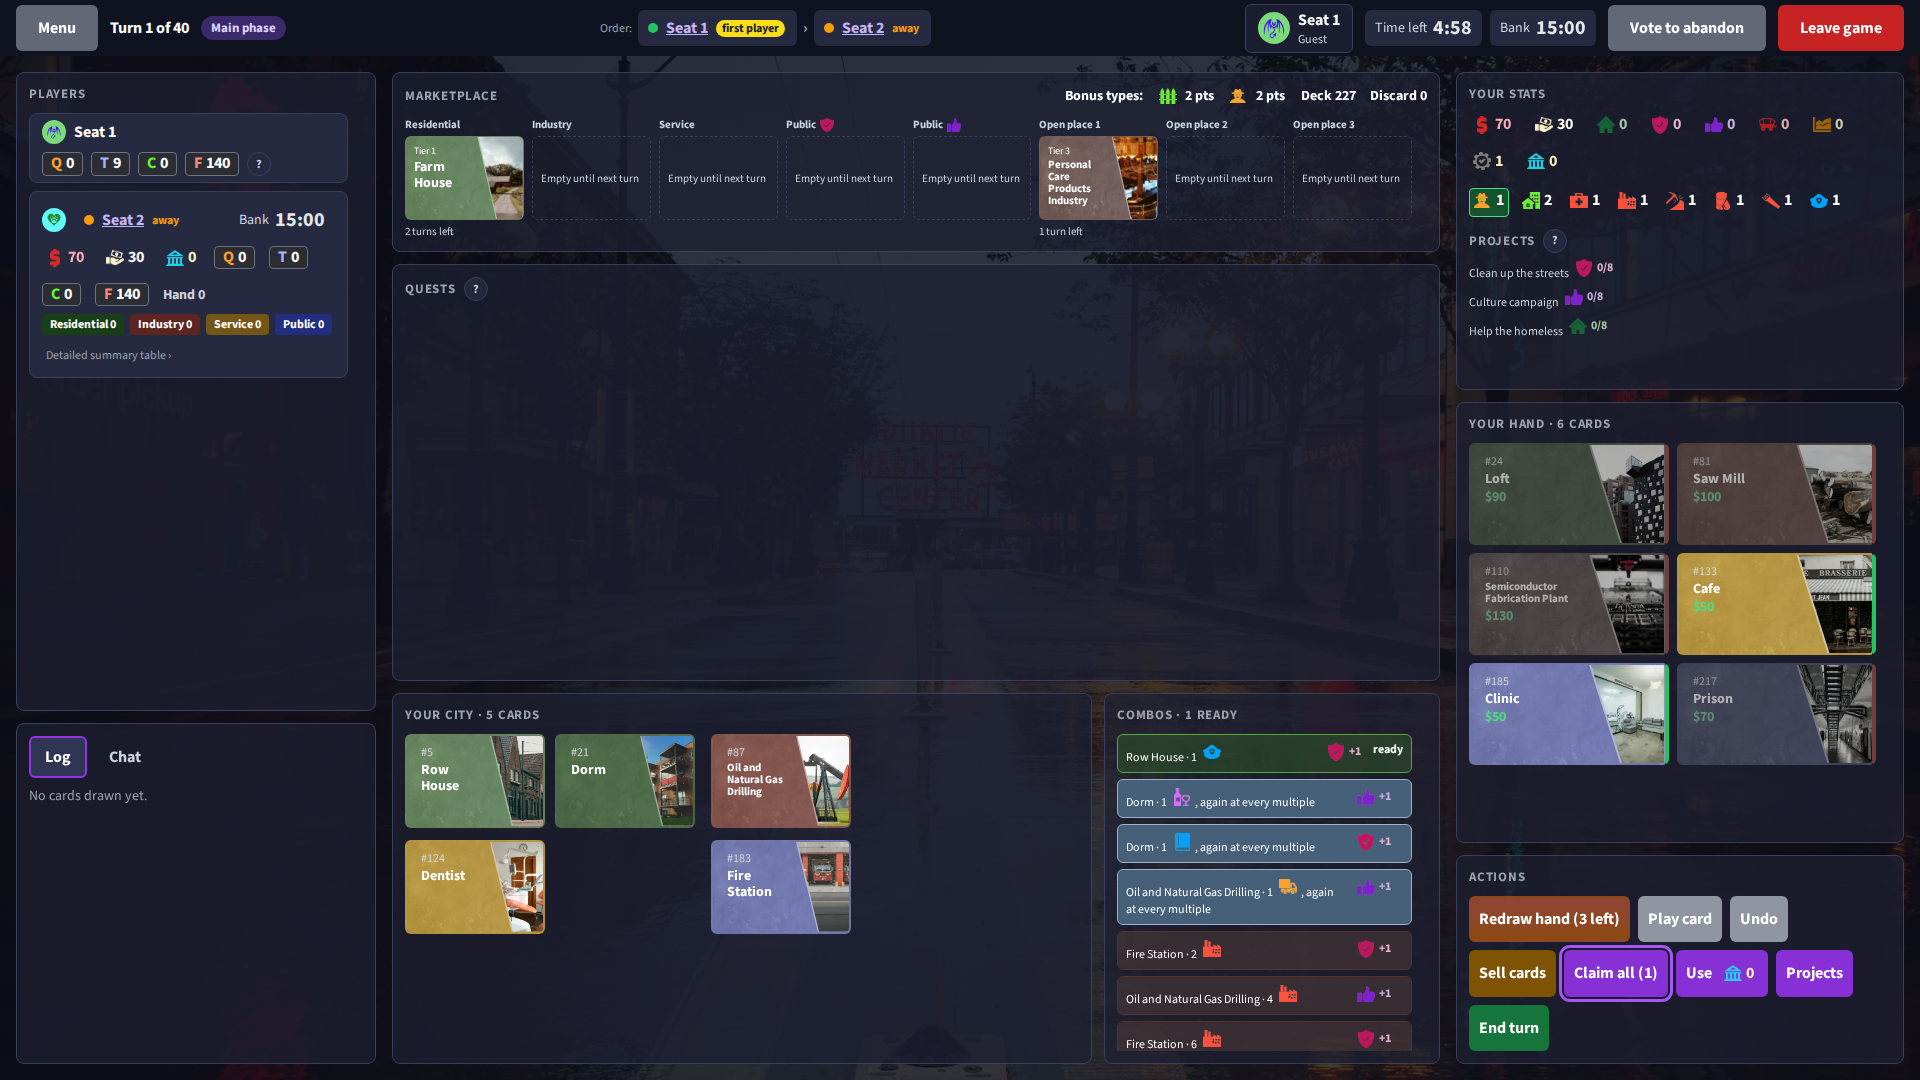 Menu
Turn 1 of 40
Main phase
Order:
Seat 1
first player
›
Seat 2
away
Seat 1
Guest
Time left 4:58
Bank 15:00
Vote to abandon
Leave game
PLAYERS
Seat 1
Q 0
T 9
C 0
F 140
?
Seat 2
away
Bank 15:00
70
30
0
Q 0
T 0
C 0
F 140
Hand 0
Residential 0
Industry 0
Service 0
Public 0
Detailed summary table ›
Log
Chat
No cards drawn yet.
MARKETPLACE
Bonus types:
2 pts
2 pts
Deck 227
Discard 0
Residential
Industry
Service
Public
Public
Open place 1
Open place 2
Open place 3
Tier 1
Farm
House
Empty until next turn
Empty until next turn
Empty until next turn
Empty until next turn
Tier 3
Personal
Care
Products
Industry
Empty until next turn
Empty until next turn
2 turns left
1 turn left
QUESTS
?
YOUR CITY · 5 CARDS
#5
Row
House
#21
Dorm
#87
Oil and
Natural Gas
Drilling
#124
Dentist
#183
Fire
Station
COMBOS · 1 READY
Row House · 1
+1
ready
Dorm · 1 , again at every multiple
+1
Dorm · 1 , again at every multiple
+1
Oil and Natural Gas Drilling · 1 , again
at every multiple
+1
Fire Station · 2
+1
Oil and Natural Gas Drilling · 4
+1
Fire Station · 6
+1
YOUR STATS
70
30
0
0
0
0
0
1
0
1
2
1
1
1
1
1
1
PROJECTS
?
Clean up the streets 0/8
Culture campaign 0/8
Help the homeless 0/8
YOUR HAND · 6 CARDS
#24
Loft
$90
#81
Saw Mill
$100
#110
Semiconductor
Fabrication Plant
$130
#133
Cafe
$50
BRASSERIE
#185
Clinic
$50
#217
Prison
$70
ACTIONS
Redraw hand (3 left)
Play card
Undo
Sell cards
Claim all (1)
Use 0
Projects
End turn